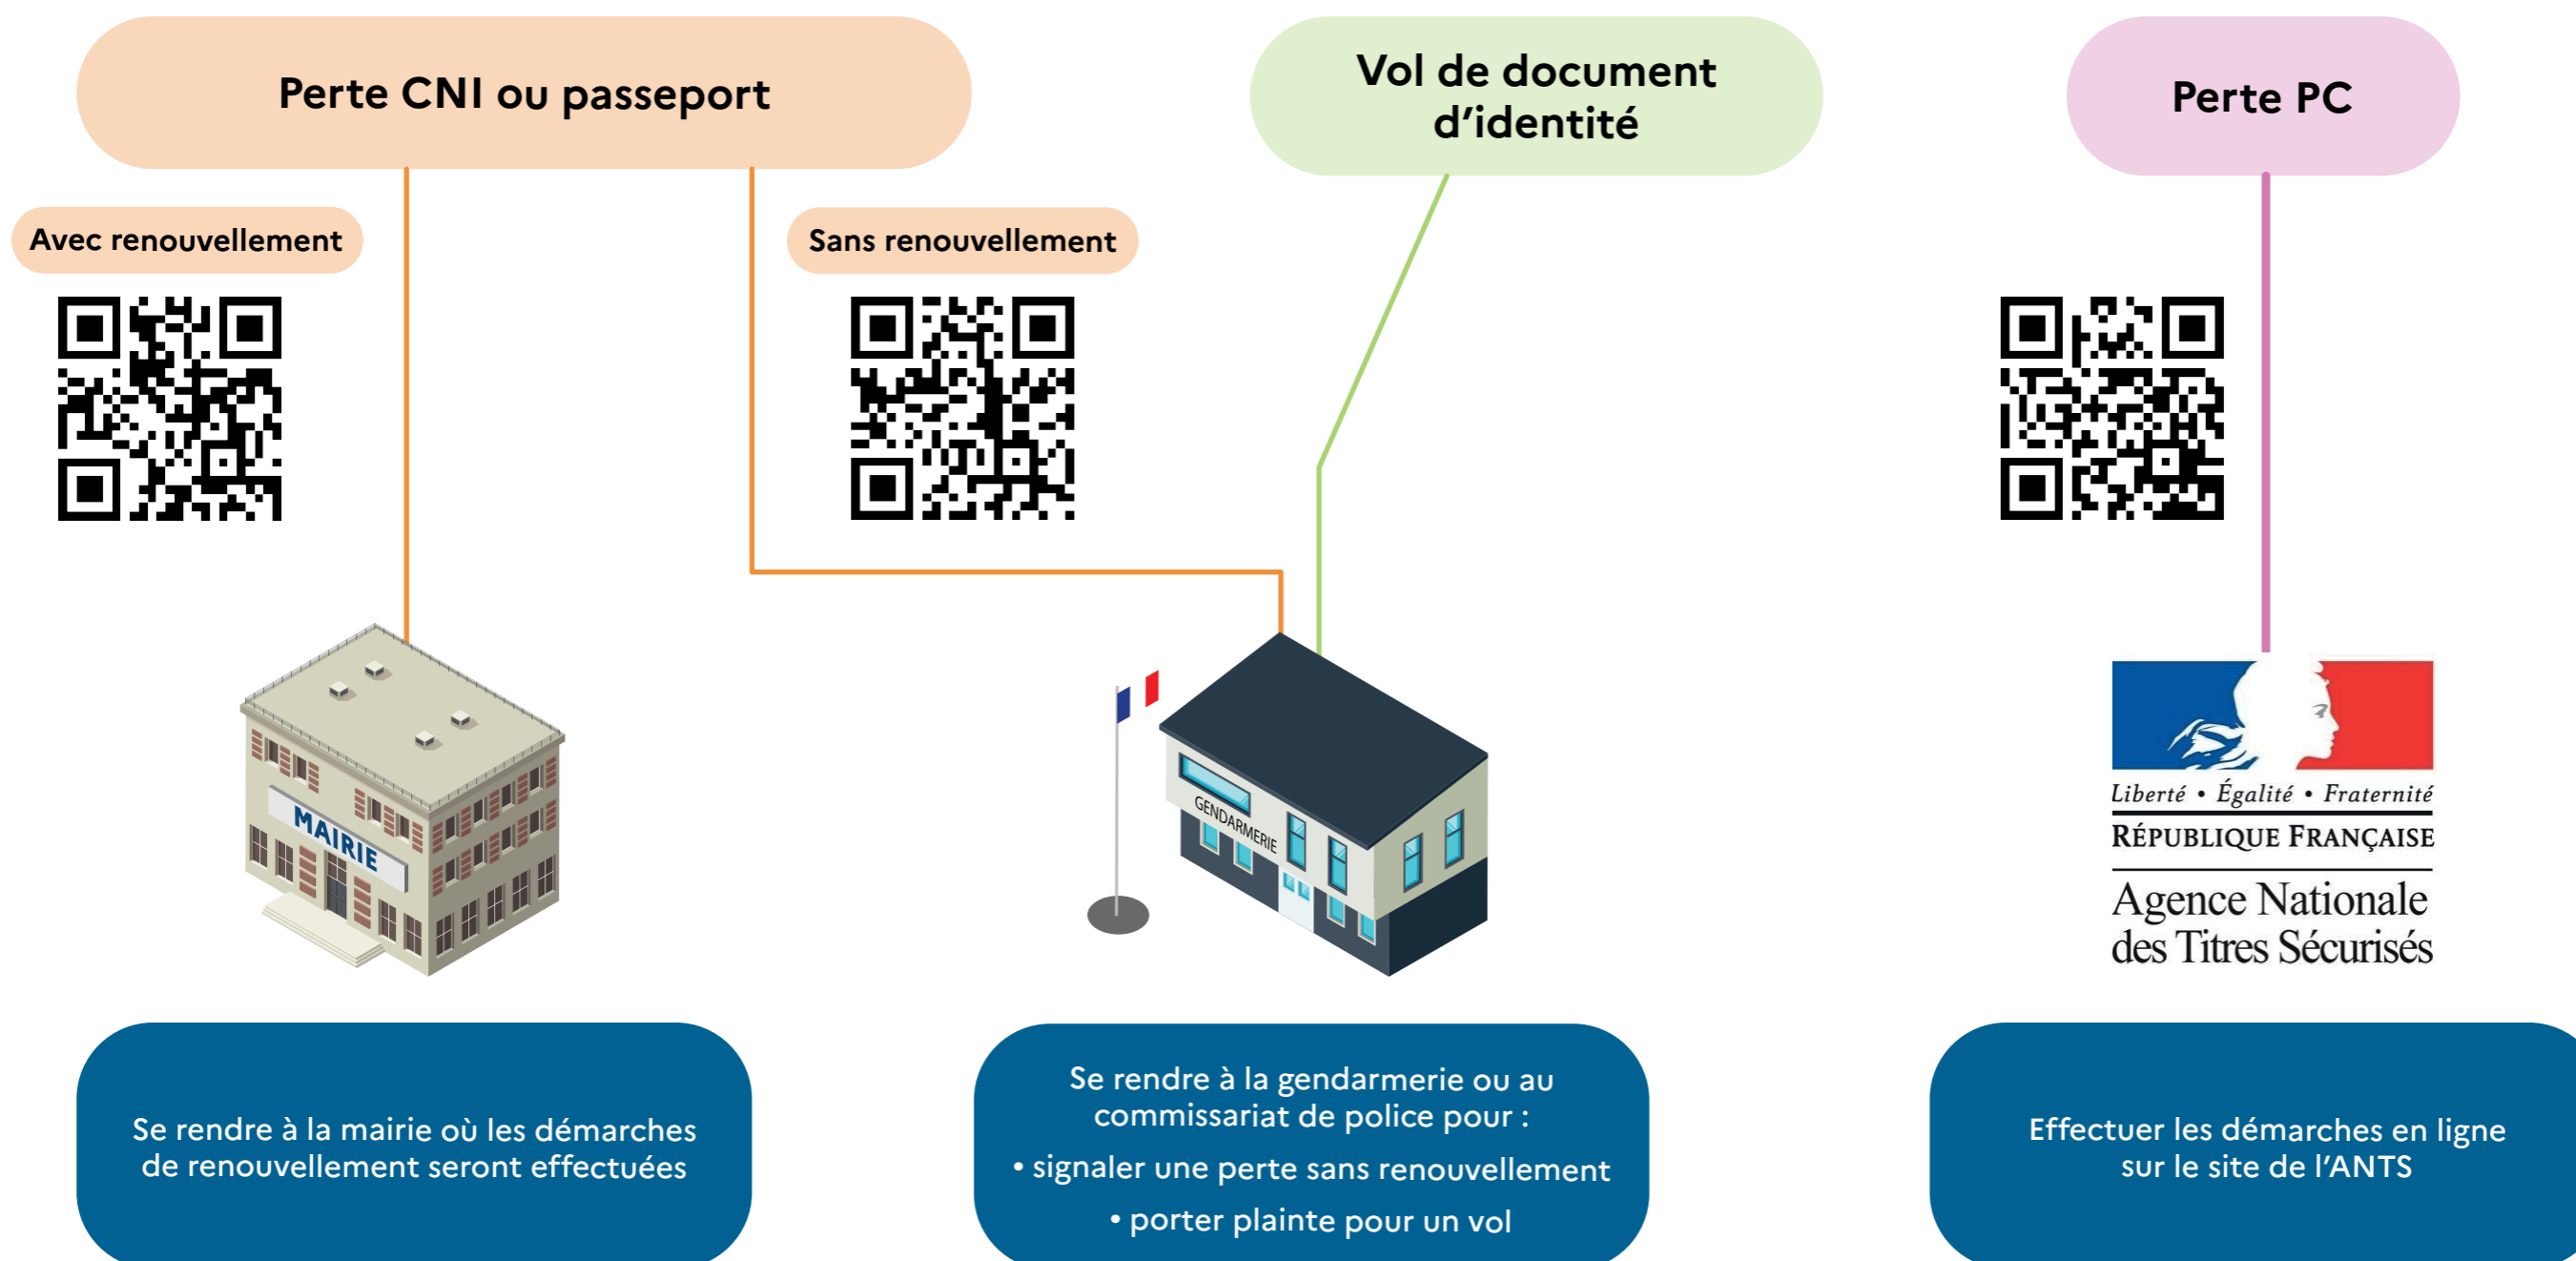 Perte CNI ou passeport
Vol de document
d'identité
Perte PC
Avec renouvellement
Sans renouvellement
MAIRIE
GENDARMERIE
Liberté • Égalité • Fraternité
RÉPUBLIQUE FRANÇAISE
Agence Nationale
des Titres Sécurisés
Se rendre à la mairie où les démarches
de renouvellement seront effectuées
Se rendre à la gendarmerie ou au
commissariat de police pour :
• signaler une perte sans renouvellement
• porter plainte pour un vol
Effectuer les démarches en ligne
sur le site de l'ANTS